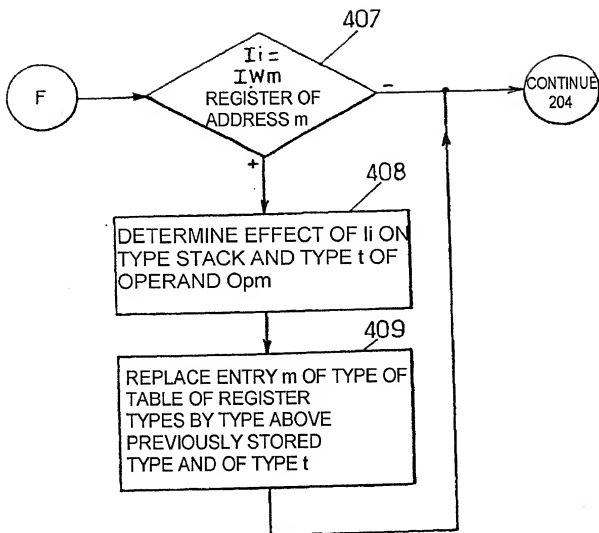 407
Ii=
I.Wm
REGISTER OF
ADDRESS m
F
-
CONTINUE
204
+
408
DETERMINE EFFECT OF Ii ON
TYPE STACK AND TYPE t OF
OPERAND Opm
409
REPLACE ENTRY m OF TYPE OF
TABLE OF REGISTER
TYPES BY TYPE ABOVE
PREVIOUSLY STORED
TYPE AND OF TYPE t